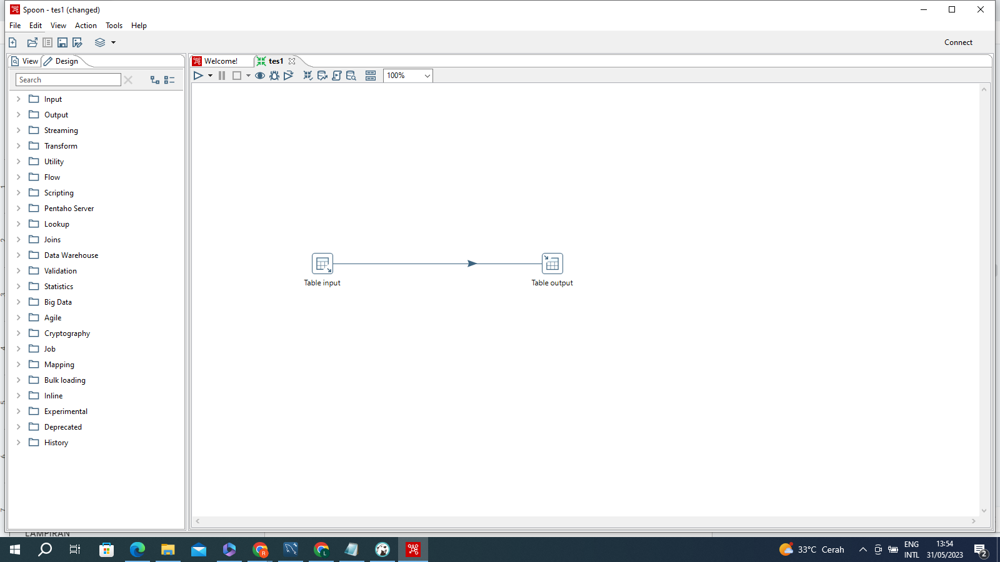 Spoon - tes1 (changed)
File Edit View Action Tools Help
Connect
View Design
Welcome! tes1
Search
100%
Input
Output
Streaming
Transform
Utility
Flow
Scripting
Pentaho Server
Lookup
Joins
Data Warehouse
Validation
Statistics
Big Data
Agile
Cryptography
Job
Mapping
Bulk loading
Inline
Experimental
Deprecated
History
Table input
Table output
LAMPIRAN
33°C Cerah
ENG
INTL
13:54
31/05/2023
2